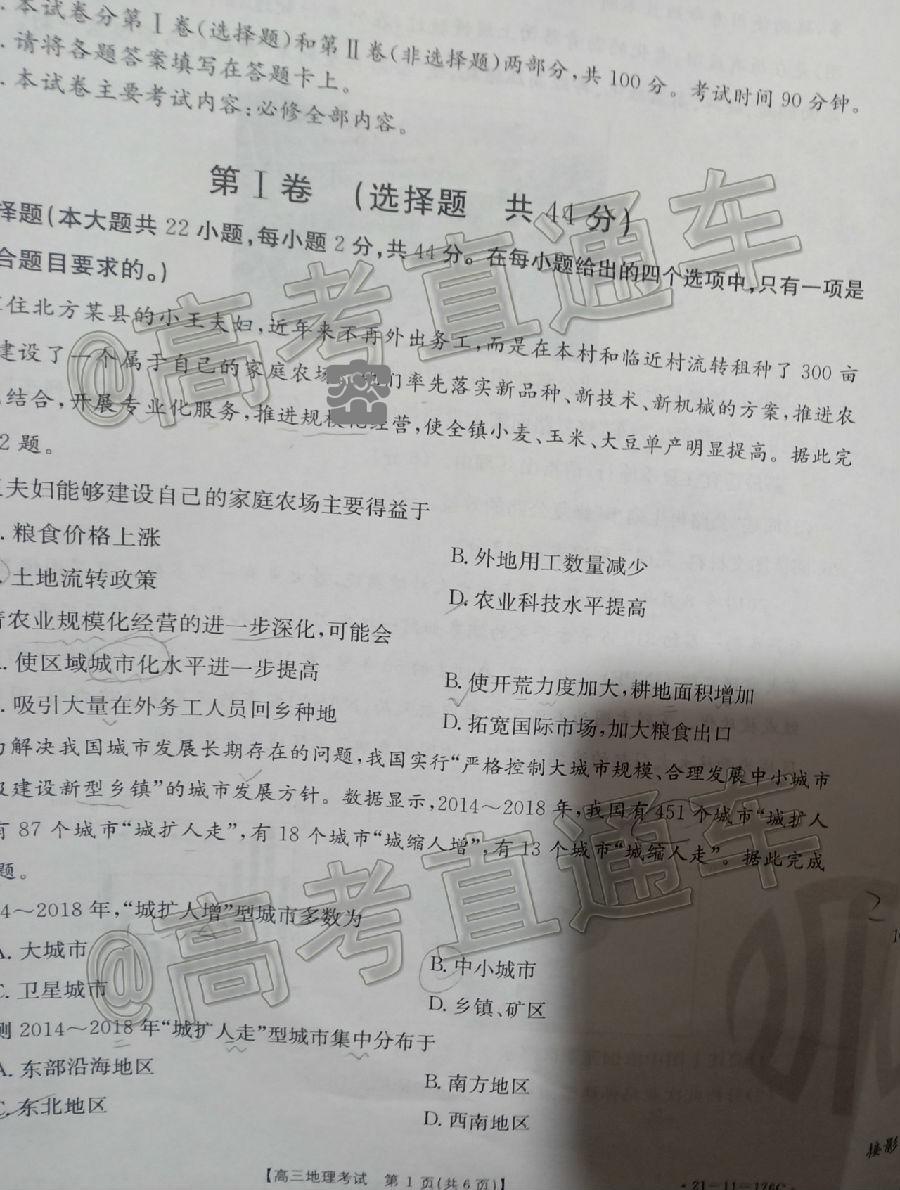 .本试卷分第Ⅰ卷(选择题)和第Ⅱ卷(非选择题)两部分,共100分。考试时间90分钟。
.请将各题答案填写在答题卡上。
.本试卷主要考试内容:必修全部内容。
第Ⅰ卷 (选择题 共44分)
择题(本大题共22小题,每小题2分,共44分。在每小题给出的四个选项中,只有一项是
合题目要求的。)
住北方某县的小王夫妇,近年来不再外出务工,而是在本村和临近村流转租种了300亩
建设了一个属于自己的家庭农场 们率先落实新品种、新技术、新机械的方案,推进农
结合,开展专业化服务,推进规模化经营,使全镇小麦、玉米、大豆单产明显提高。据此完
2题。
夫妇能够建设自己的家庭农场主要得益于
.粮食价格上涨
B.外地用工数量减少
.土地流转政策
D.农业科技水平提高
着农业规模化经营的进一步深化,可能会
.使区域城市化水平进一步提高
B.使开荒力度加大,耕地面积增加
.吸引大量在外务工人员回乡种地
D.拓宽国际市场,加大粮食出口
为解决我国城市发展长期存在的问题,我国实行“严格控制大城市规模、合理发展中小城市
及建设新型乡镇”的城市发展方针。数据显示,2014～2018年,我国有451个城市“城扩人
有87个城市“城扩人走”,有18个城市“城缩人增”,有13个城市“城缩人走”。据此完成
题。
4～2018年,“城扩人增”型城市多数为
A.大城市
B.中小城市
C.卫星城市
D.乡镇、矿区
测2014～2018年“城扩人走”型城市集中分布于
A.东部沿海地区
B.南方地区
C.东北地区
D.西南地区
【高三地理考试 第1页(共6页)】
·21-11-126C·
@高考直通车
@高考直通车
接影